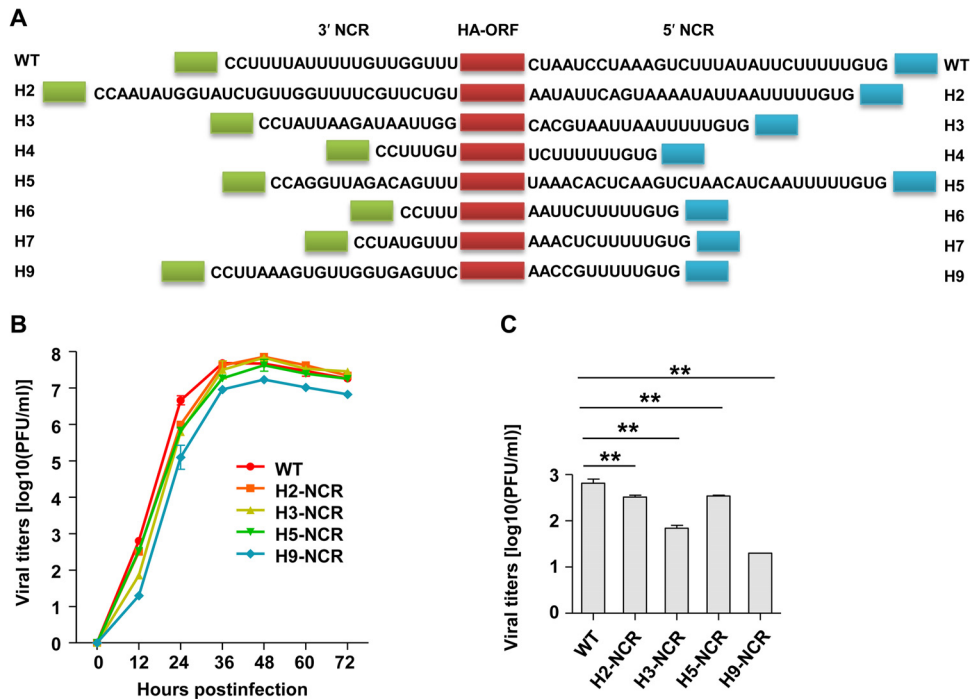 A
3′ NCR HA-ORF 5′ NCR
WT CCUUUUAUUUUUGUUGGUUU CUAAUCCUAAAGUCUUUAUAUUCUUUUUGUG WT
H2 CCAAUAUGGUAUCUGUUGGUUUUCGUUCUGU AAUAUUCAGUAAAAUAUUAAUUUUUGUG H2
H3 CCUAUUAAGAUAAUUGG CACGUAAUUAAUUUUUGUG H3
H4 CCUUUGU UCUUUUUUGUG H4
H5 CCAGGUUAGACAGUUU UAAACACUCAAGUCUAACAUCAAUUUUUGUG H5
H6 CCUUU AAUUCUUUUUGUG H6
H7 CCUAUGUUU AAACUCUUUUUGUG H7
H9 CCUUAAAGUGUUGGUGAGUUC AACCGUUUUUGUG H9
B
Viral titers [log10(PFU/ml)]
8
7
6
5
4
3
2
1
0
WT
H2-NCR
H3-NCR
H5-NCR
H9-NCR
0 12 24 36 48 60 72
Hours postinfection
C
Viral titers [log10(PFU/ml)]
**
**
**
**
3
2
1
0
WT
H2-NCR
H3-NCR
H5-NCR
H9-NCR